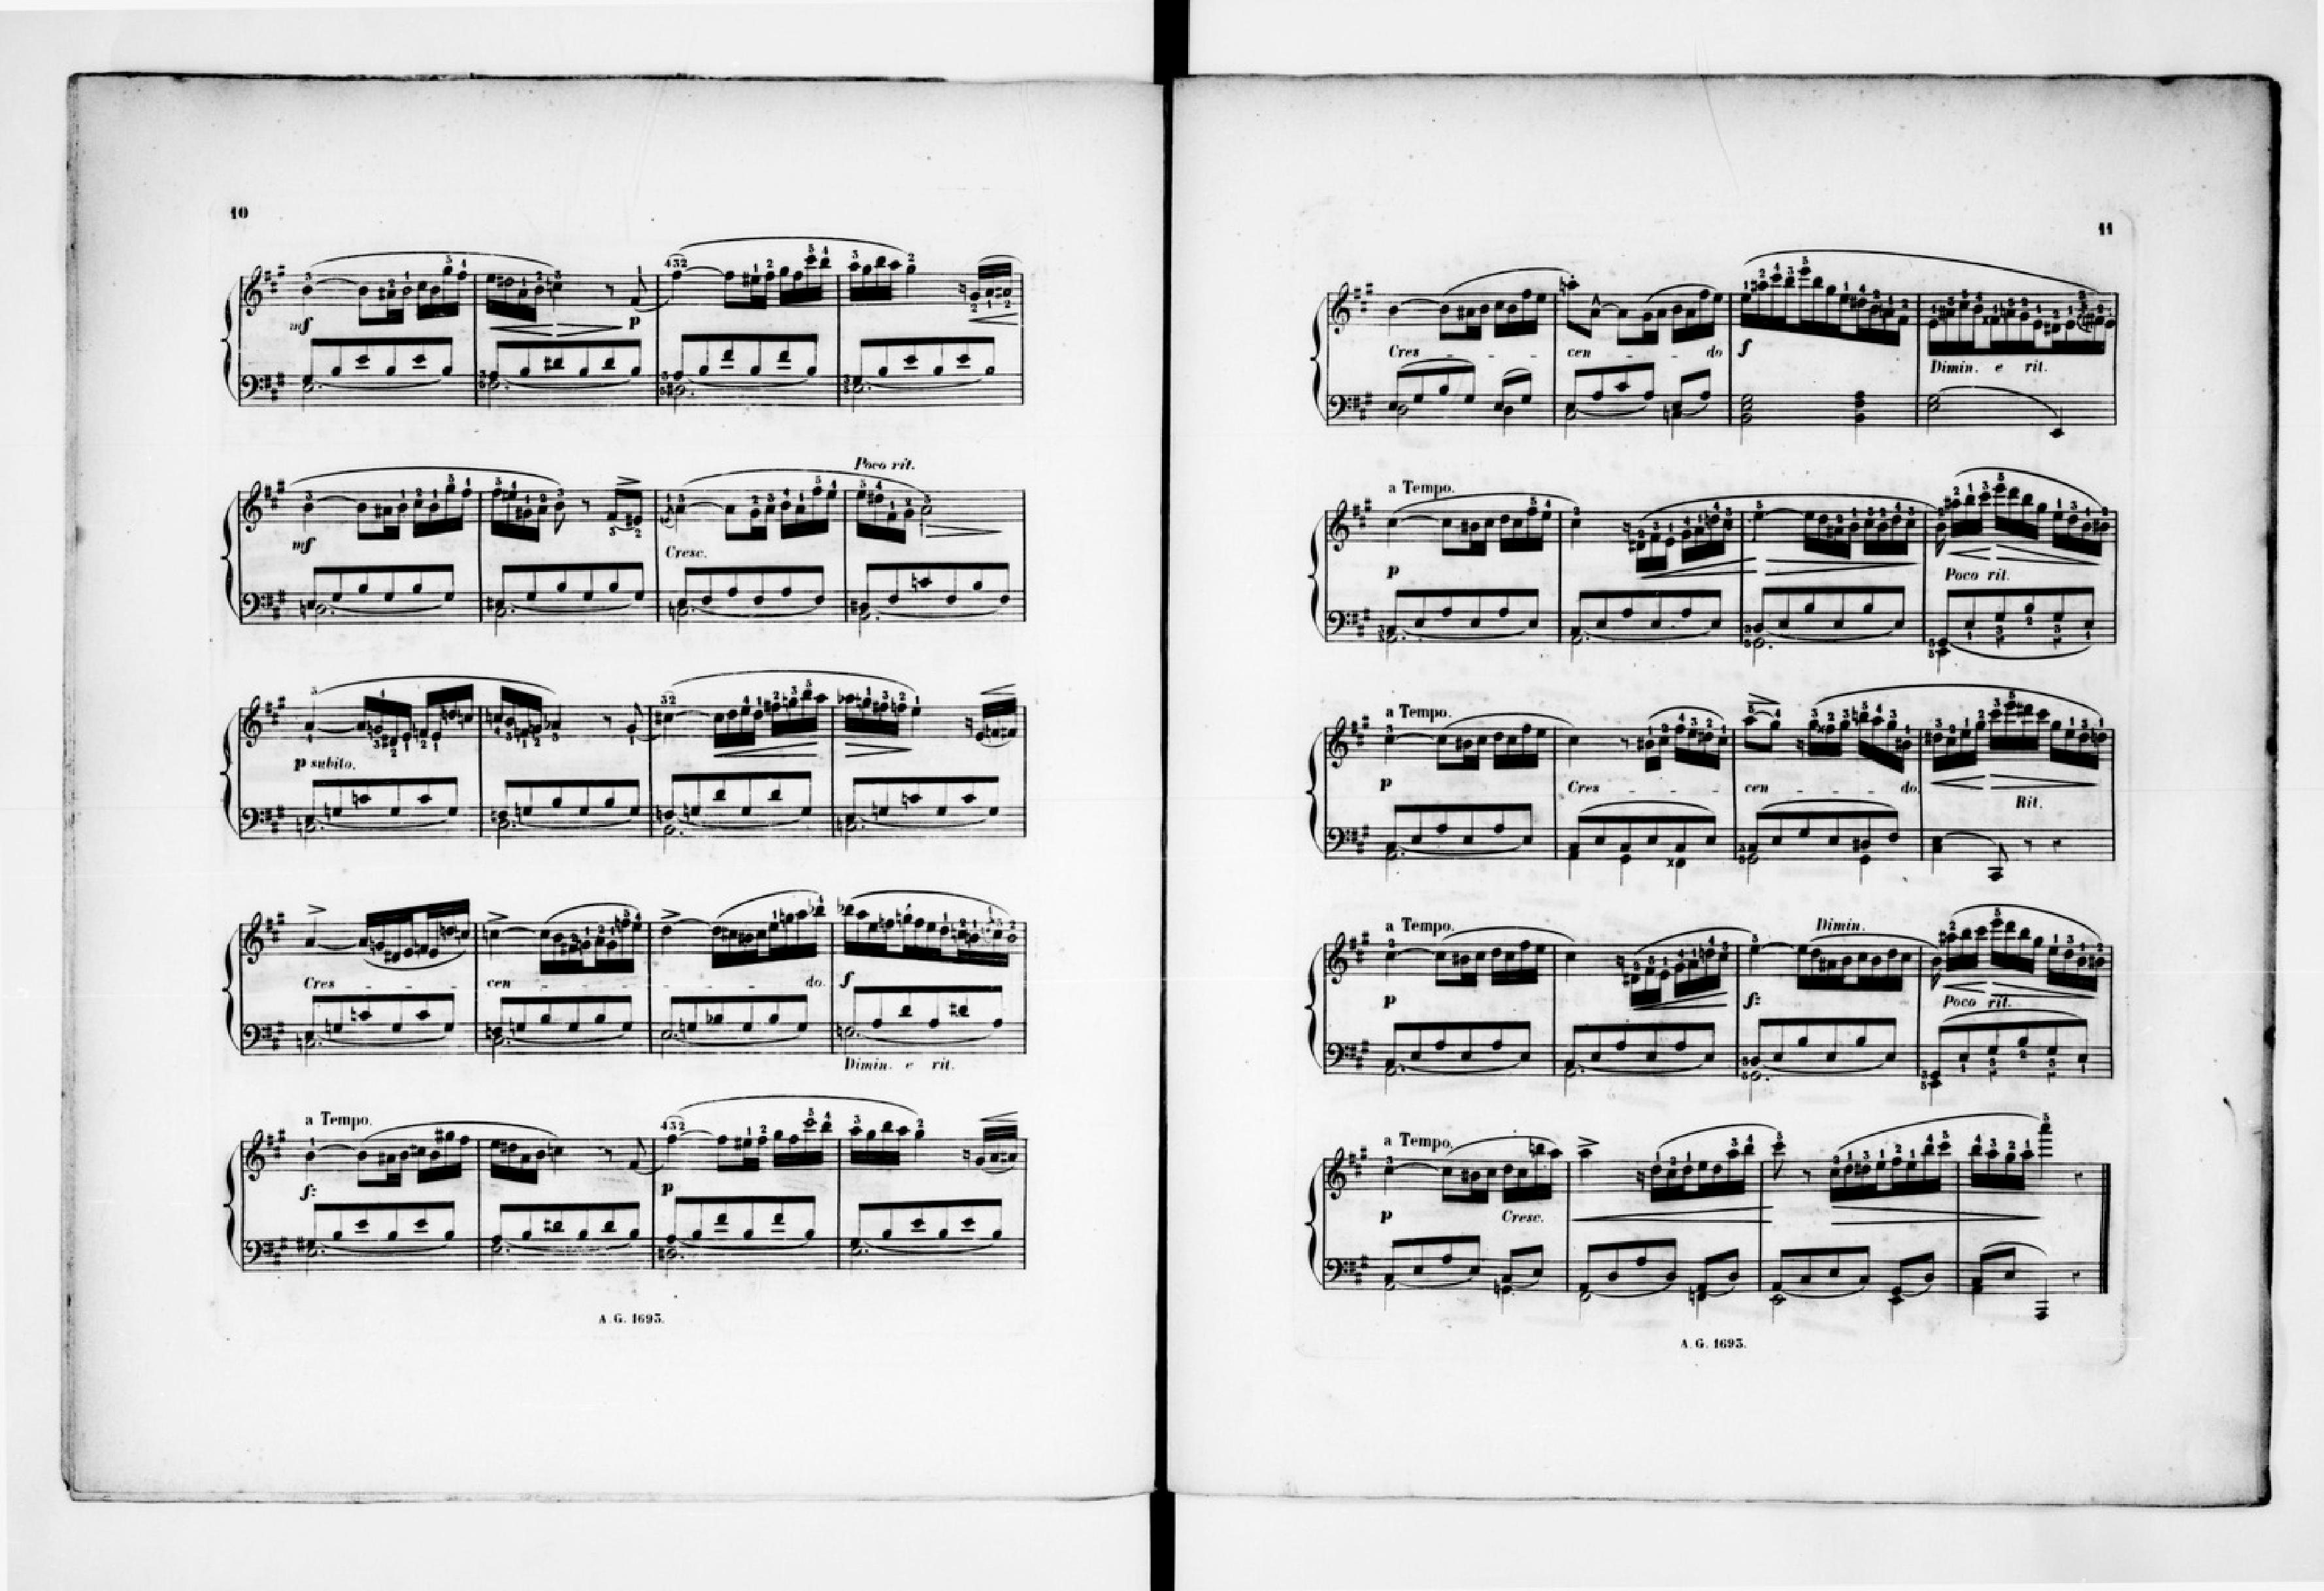 10
mf
p
Poco rit.
mf
Cresc.
p subito.
Cres - - - cen - - - do. f
Dimin. e rit.
a Tempo.
f: p
A. G. 1693.
11
Cres - - - cen - - do f
Dimin. e rit.
a Tempo.
p
Poco rit.
a Tempo.
p Cres - - - cen - - - do.
Rit.
a Tempo. Dimin.
p f:
Poco rit.
a Tempo.
p Cresc.
A. G. 1693.